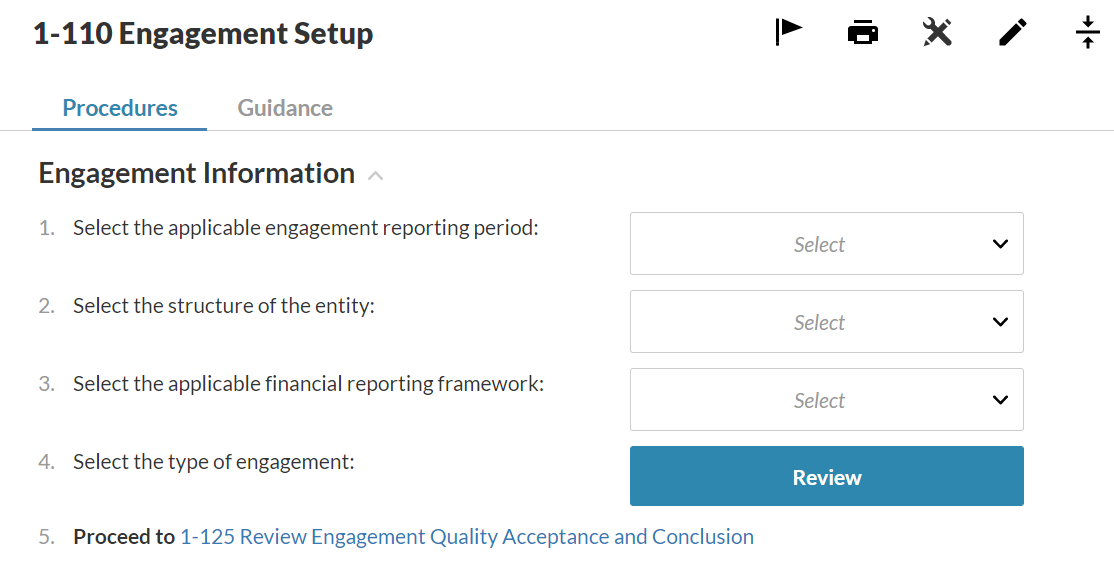 1-110 Engagement Setup
Procedures Guidance
Engagement Information
1. Select the applicable engagement reporting period: Select
2. Select the structure of the entity: Select
3. Select the applicable financial reporting framework: Select
4. Select the type of engagement: Review
5. Proceed to 1-125 Review Engagement Quality Acceptance and Conclusion